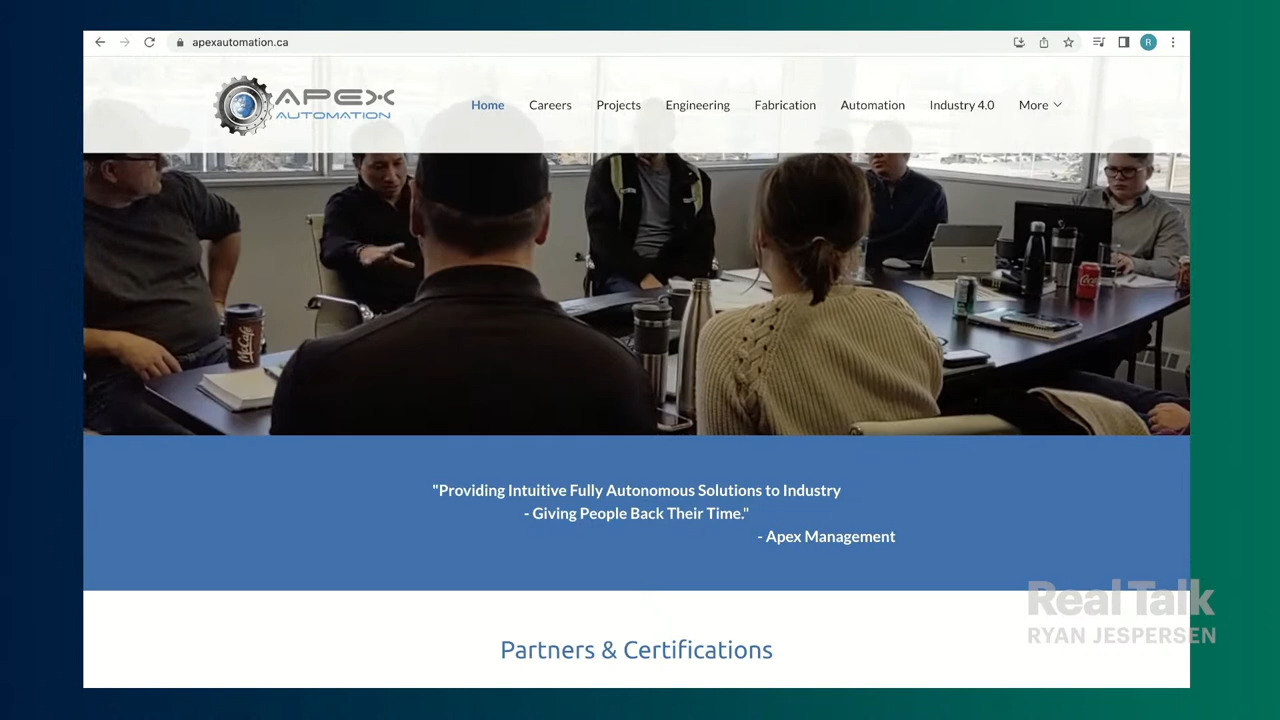 apexautomation.ca
R
APEX
AUTOMATION
Home Careers Projects Engineering Fabrication Automation Industry 4.0 More
McCafé
"Providing Intuitive Fully Autonomous Solutions to Industry
- Giving People Back Their Time."
- Apex Management
Real Talk
RYAN JESPERSEN
Partners & Certifications